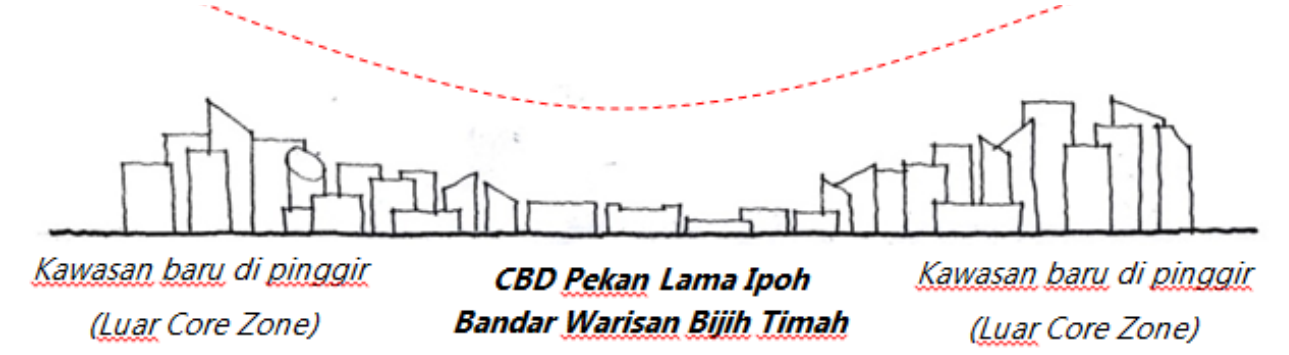 Kawasan baru di pinggir
(Luar Core Zone)
CBD Pekan Lama Ipoh
Bandar Warisan Bijih Timah
Kawasan baru di pinggir
(Luar Core Zone)